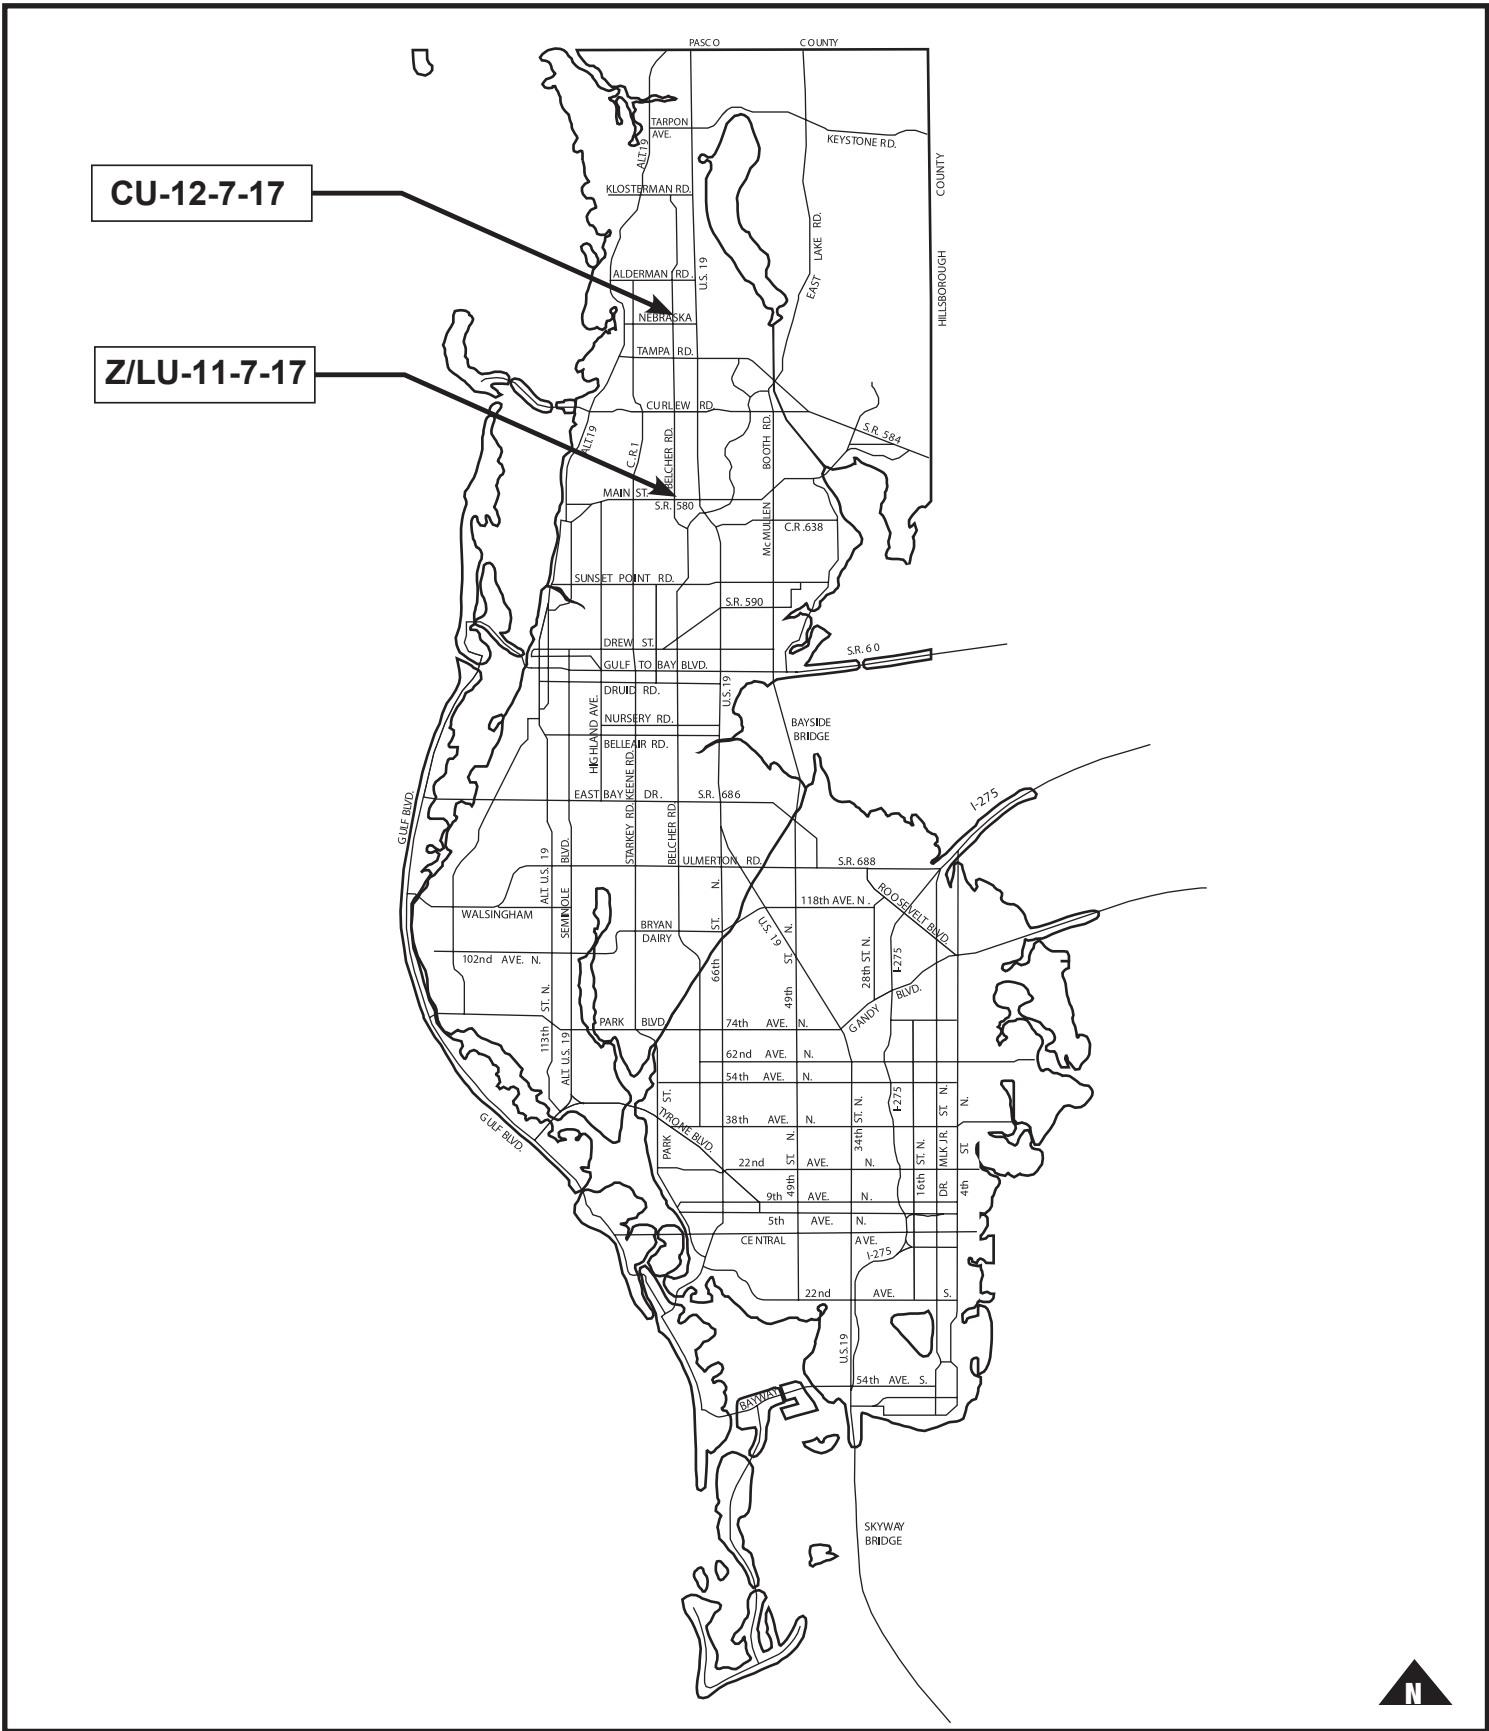 PASCO COUNTY
TARPON
AVE.
KEYSTONE RD.
ALT.19
COUNTY
CU-12-7-17
KLOSTERMAN RD.
EAST LAKE RD.
HILLSBOROUGH
U.S. 19
ALDERMAN RD.
NEBRASKA
Z/LU-11-7-17
TAMPA RD.
CURLEW RD.
ALT.19
C.R.1
BELCHER RD.
BOOTH RD.
S.R. 584
MAIN ST.
S.R. 580
McMULLEN
C.R.638
SUNSET POINT RD.
S.R. 590
DREW ST.
S.R. 60
GULF TO BAY BLVD.
DRUID RD.
U.S. 19
HIGHLAND AVE.
NURSERY RD.
BAYSIDE
BRIDGE
BELLEAIR RD.
KEENE RD.
EAST BAY DR. S.R. 686
I-275
GULF BLVD.
STARKEY RD.
BELCHER RD.
ULMERTON RD. S.R. 688
ALT. U.S. 19
SEMINOLE BLVD.
ROOSEVELT BLVD.
118th AVE. N.
WALSINGHAM
BRYAN
DAIRY
U.S. 19
66th ST. N.
49th ST. N.
28th ST. N.
I-275
102nd AVE. N.
GANDY BLVD.
113th ST. N.
ALT. U.S. 19
PARK BLVD
74th AVE. N.
62nd AVE. N.
54th AVE. N.
PARK ST.
TYRONE BLVD.
38th AVE. N.
34th ST. N.
I-275
GULF BLVD.
22nd AVE. N.
49th ST. N.
16th ST. N.
DR. MLK JR. ST N.
4th ST. N.
9th AVE. N.
5th AVE. N.
CENTRAL AVE.
I-275
22nd AVE. S.
U.S.19
54th AVE. S.
BAYWAY
SKYWAY
BRIDGE
N